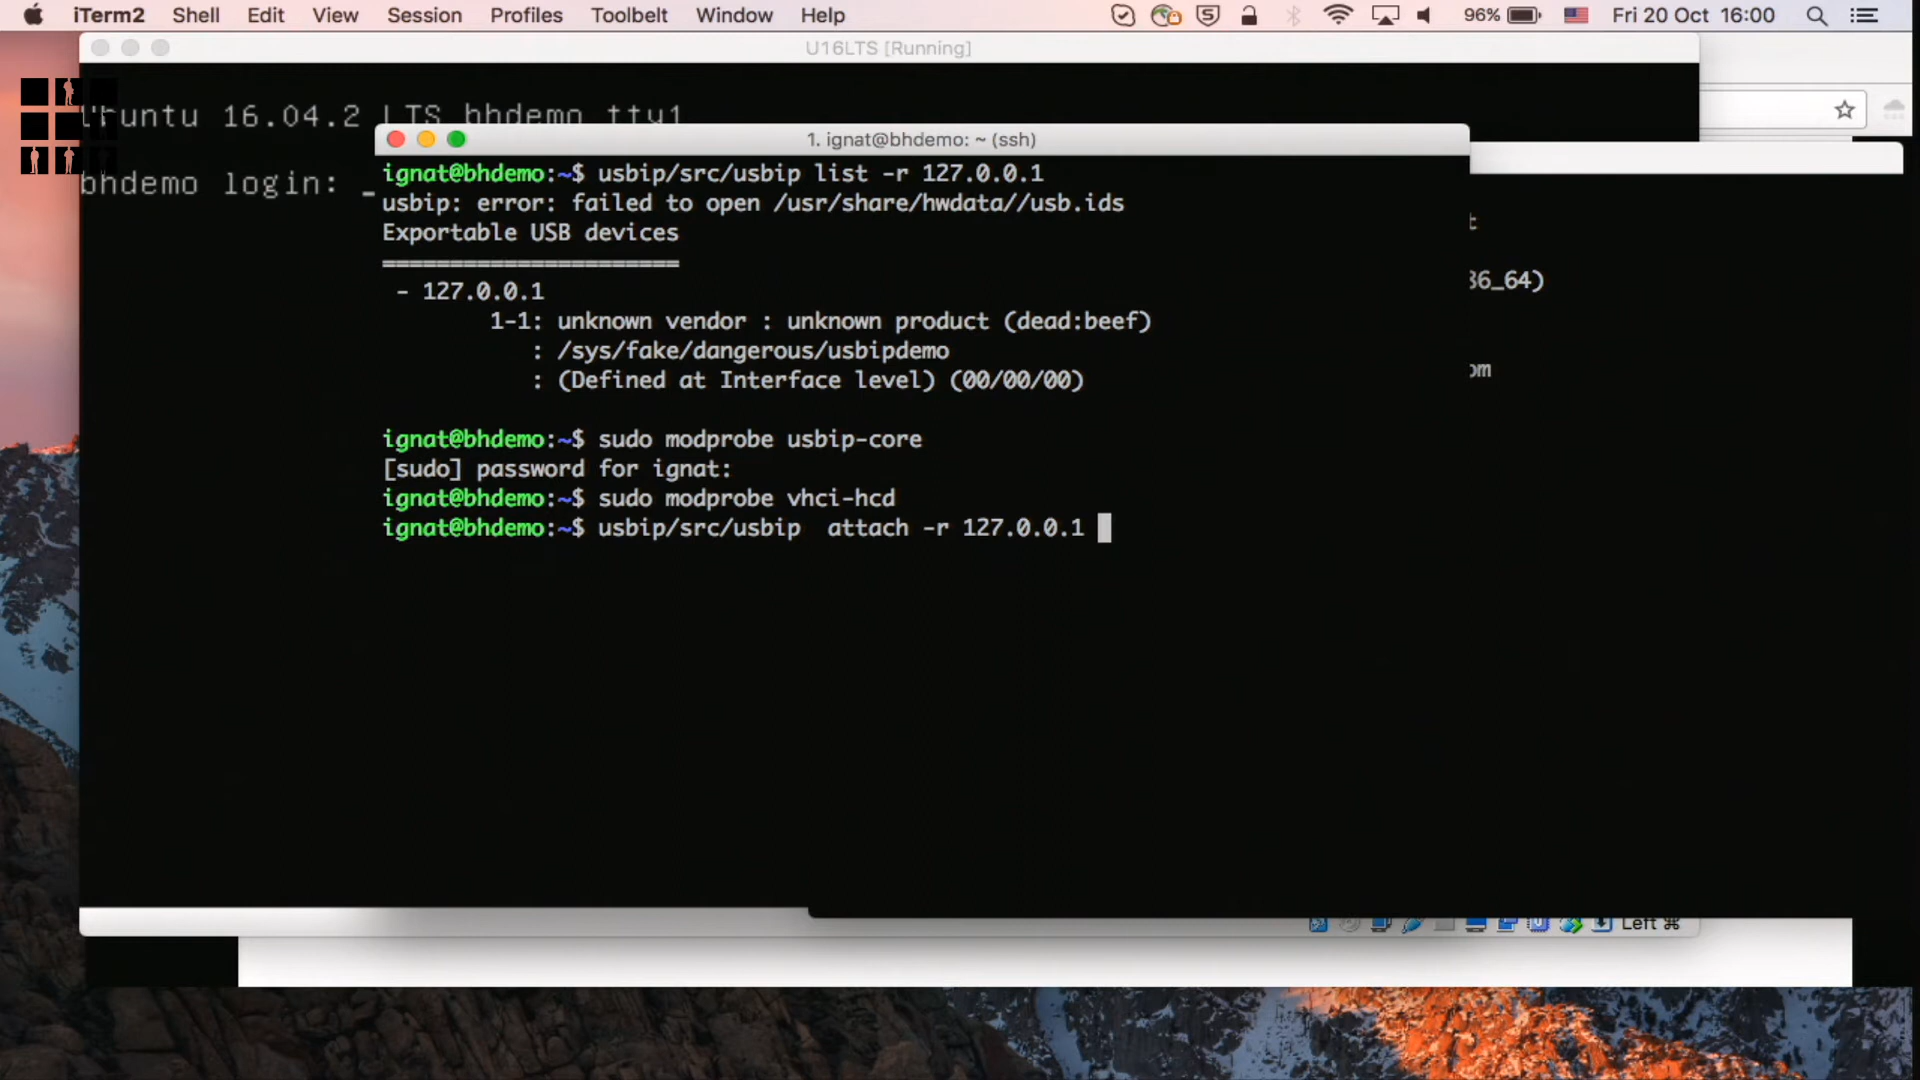 iTerm2 Shell Edit View Session Profiles Toolbelt Window Help 96% Fri 20 Oct 16:00
U16LTS [Running]
Ubuntu 16.04.2 LTS bhdemo tty1
bhdemo login: _
1. ignat@bhdemo: ~ (ssh)
ignat@bhdemo:~$ usbip/src/usbip list -r 127.0.0.1
usbip: error: failed to open /usr/share/hwdata//usb.ids
Exportable USB devices
======================
- 127.0.0.1
1-1: unknown vendor : unknown product (dead:beef)
: /sys/fake/dangerous/usbipdemo
: (Defined at Interface level) (00/00/00)
ignat@bhdemo:~$ sudo modprobe usbip-core
[sudo] password for ignat:
ignat@bhdemo:~$ sudo modprobe vhci-hcd
ignat@bhdemo:~$ usbip/src/usbip  attach -r 127.0.0.1
t
86_64)
om
Left ⌘